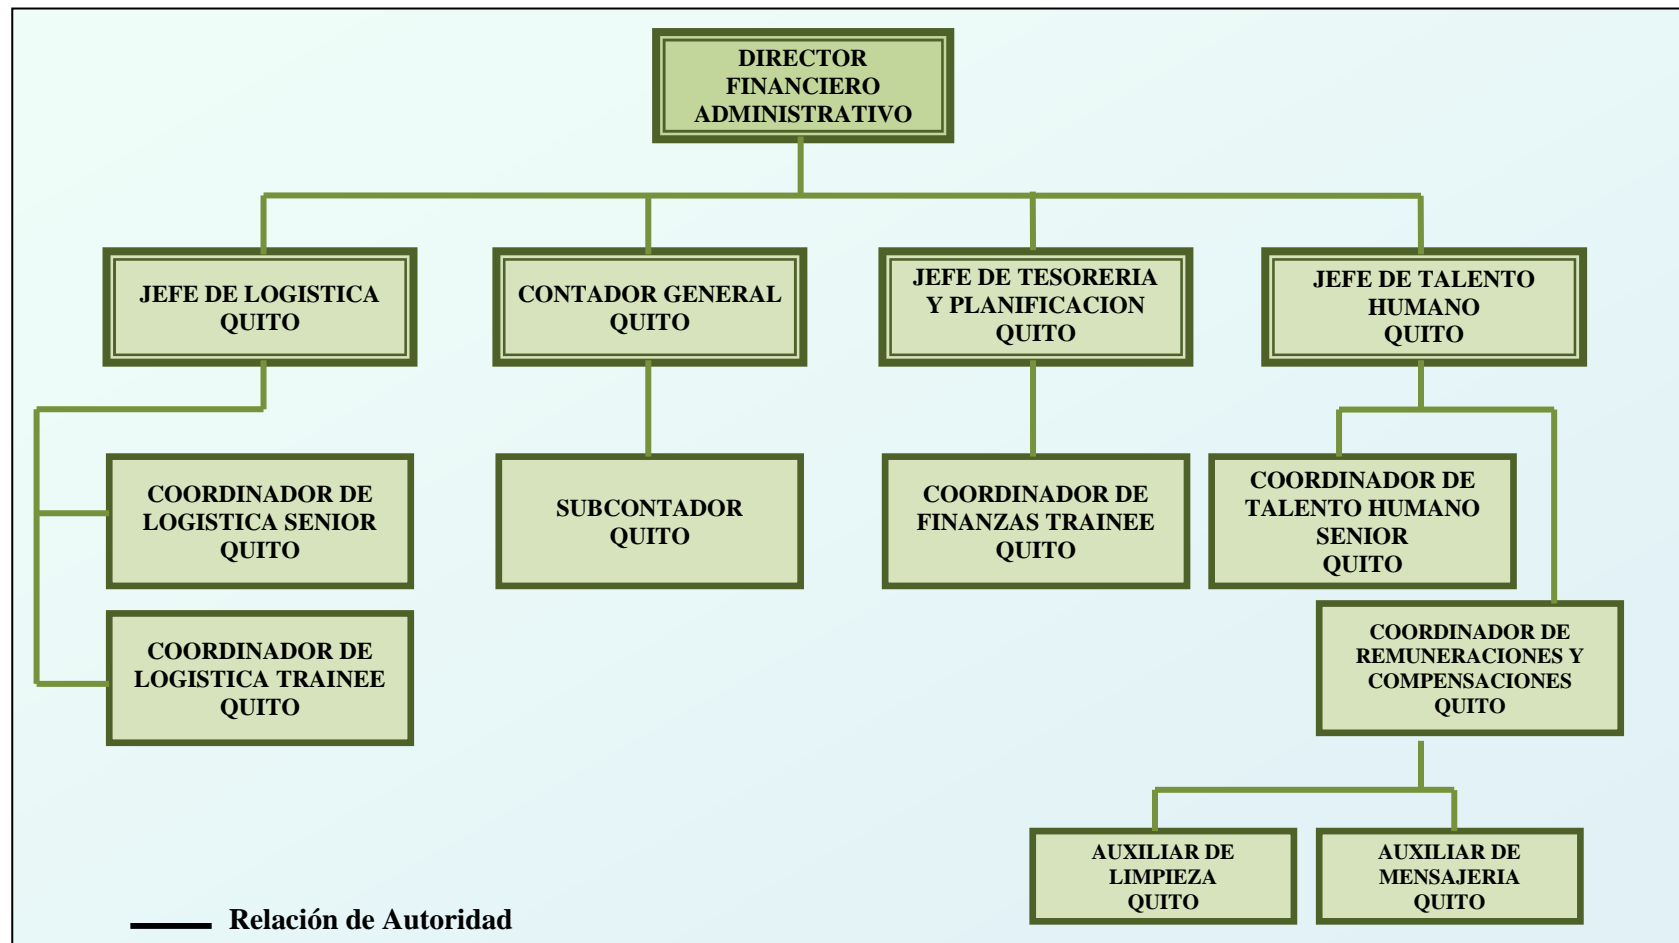 DIRECTOR
FINANCIERO
ADMINISTRATIVO
JEFE DE LOGISTICA
QUITO
CONTADOR GENERAL
QUITO
JEFE DE TESORERIA
Y PLANIFICACION
QUITO
JEFE DE TALENTO
HUMANO
QUITO
COORDINADOR DE
LOGISTICA SENIOR
QUITO
SUBCONTADOR
QUITO
COORDINADOR DE
FINANZAS TRAINEE
QUITO
COORDINADOR DE
TALENTO HUMANO
SENIOR
QUITO
COORDINADOR DE
LOGISTICA TRAINEE
QUITO
COORDINADOR DE
REMUNERACIONES Y
COMPENSACIONES
QUITO
AUXILIAR DE
LIMPIEZA
QUITO
AUXILIAR DE
MENSAJERIA
QUITO
Relación de Autoridad